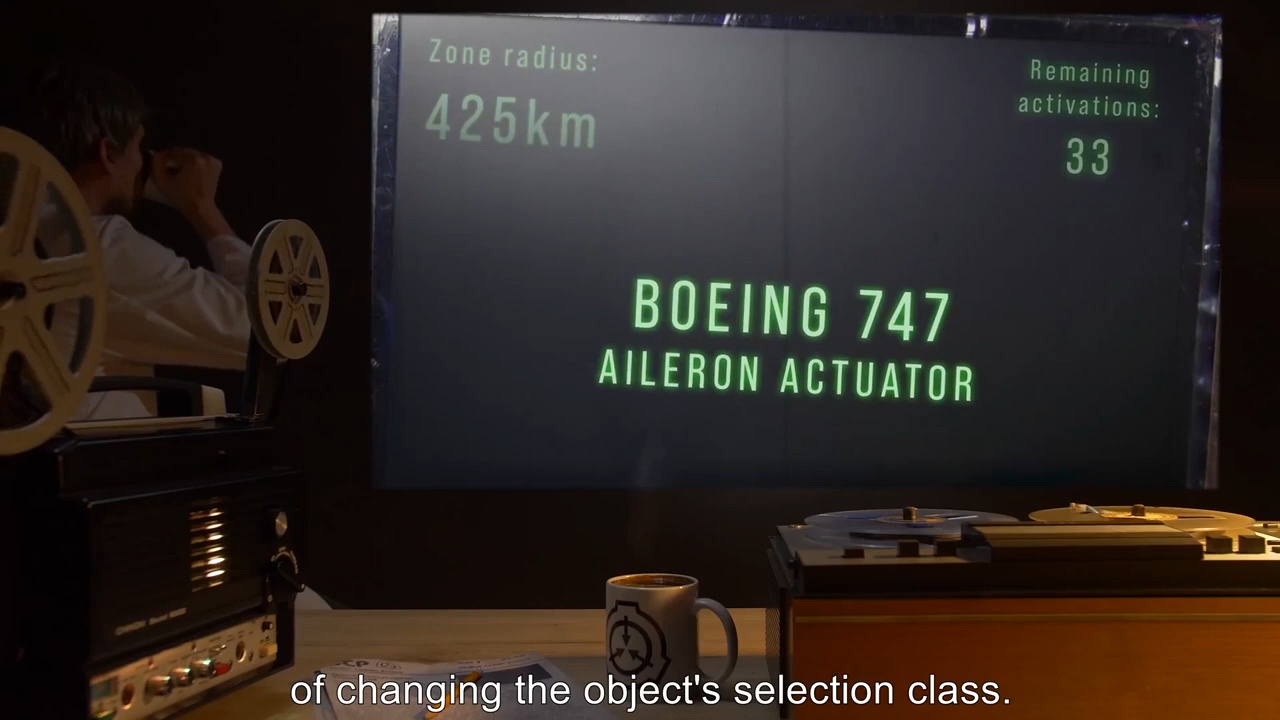 Zone radius:
425km
Remaining
activations:
33
BOEING 747
AILERON ACTUATOR
of changing the object's selection class.